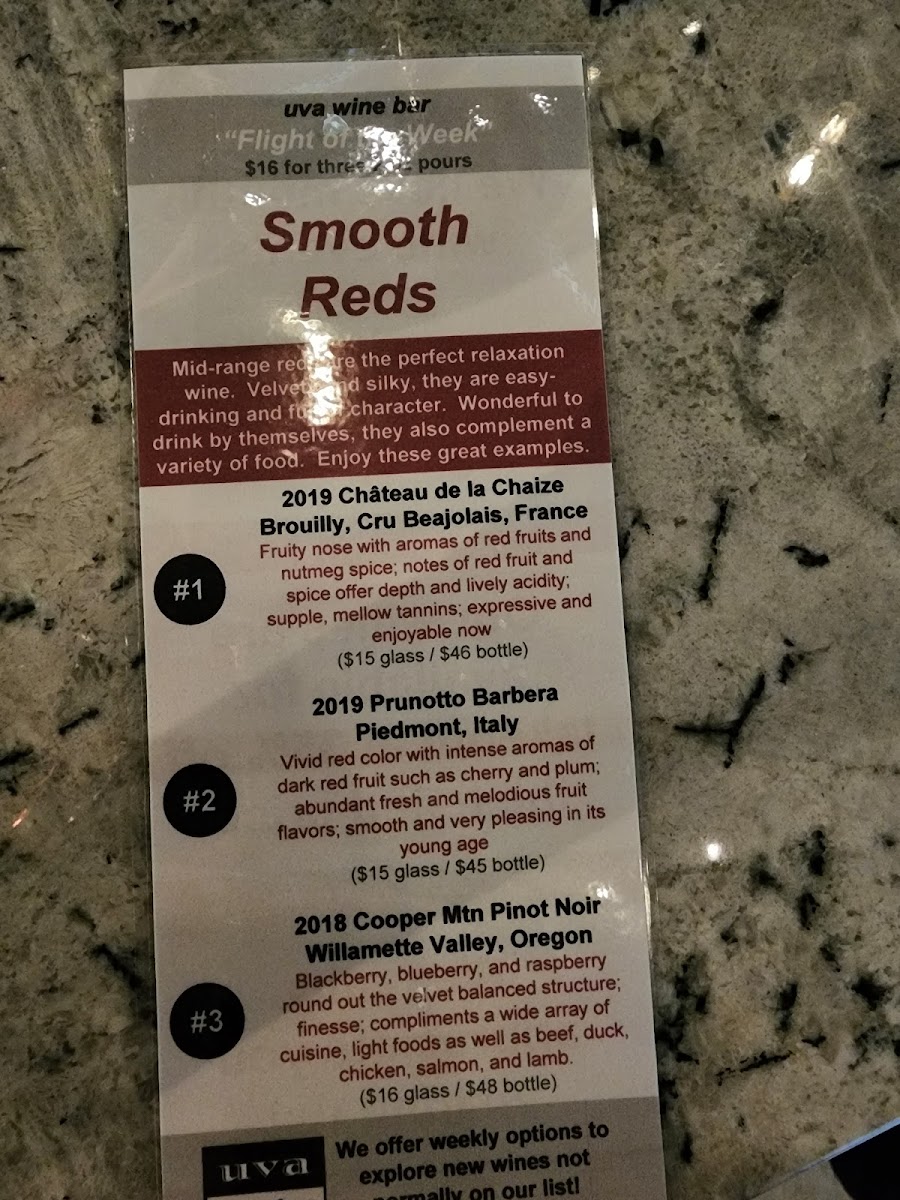 uva wine bar
"Flight of Week"
$16 for three pours
Smooth
Reds
Mid-range are the perfect relaxation
wine. Velvety and silky, they are easy-
drinking and full of character. Wonderful to
drink by themselves, they also complement a
variety of food. Enjoy these great examples.
2019 Château de la Chaize
Brouilly, Cru Beajolais, France
#1
Fruity nose with aromas of red fruits and
nutmeg spice; notes of red fruit and
spice offer depth and lively acidity;
supple, mellow tannins; expressive and
enjoyable now
($15 glass / $46 bottle)
2019 Prunotto Barbera
Piedmont, Italy
#2
Vivid red color with intense aromas of
dark red fruit such as cherry and plum;
abundant fresh and melodious fruit
flavors; smooth and very pleasing in its
young age
($15 glass / $45 bottle)
2018 Cooper Mtn Pinot Noir
Willamette Valley, Oregon
#3
Blackberry, blueberry, and raspberry
round out the velvet balanced structure;
finesse; compliments a wide array of
cuisine, light foods as well as beef, duck,
chicken, salmon, and lamb.
($16 glass / $48 bottle)
uva
We offer weekly options to
explore new wines not
normally on our list!